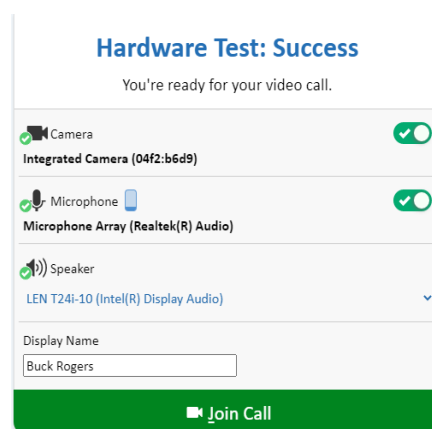 Hardware Test: Success
You're ready for your video call.
Camera
Integrated Camera (04f2:b6d9)
Microphone
Microphone Array (Realtek(R) Audio)
Speaker
LEN T24i-10 (Intel(R) Display Audio)
Display Name
Buck Rogers
Join Call